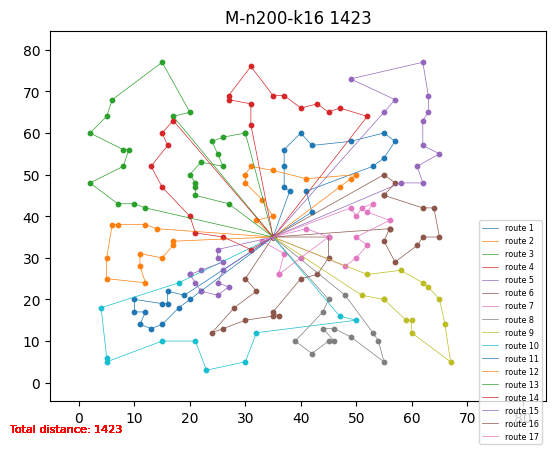 M-n200-k16 1423
80
70
60
50
40
30
20
10
0
0 10 20 30 40 50 60 70 80
route 1
route 2
route 3
route 4
route 5
route 6
route 7
route 8
route 9
route 10
route 11
route 12
route 13
route 14
route 15
route 16
route 17
Total distance: 1423